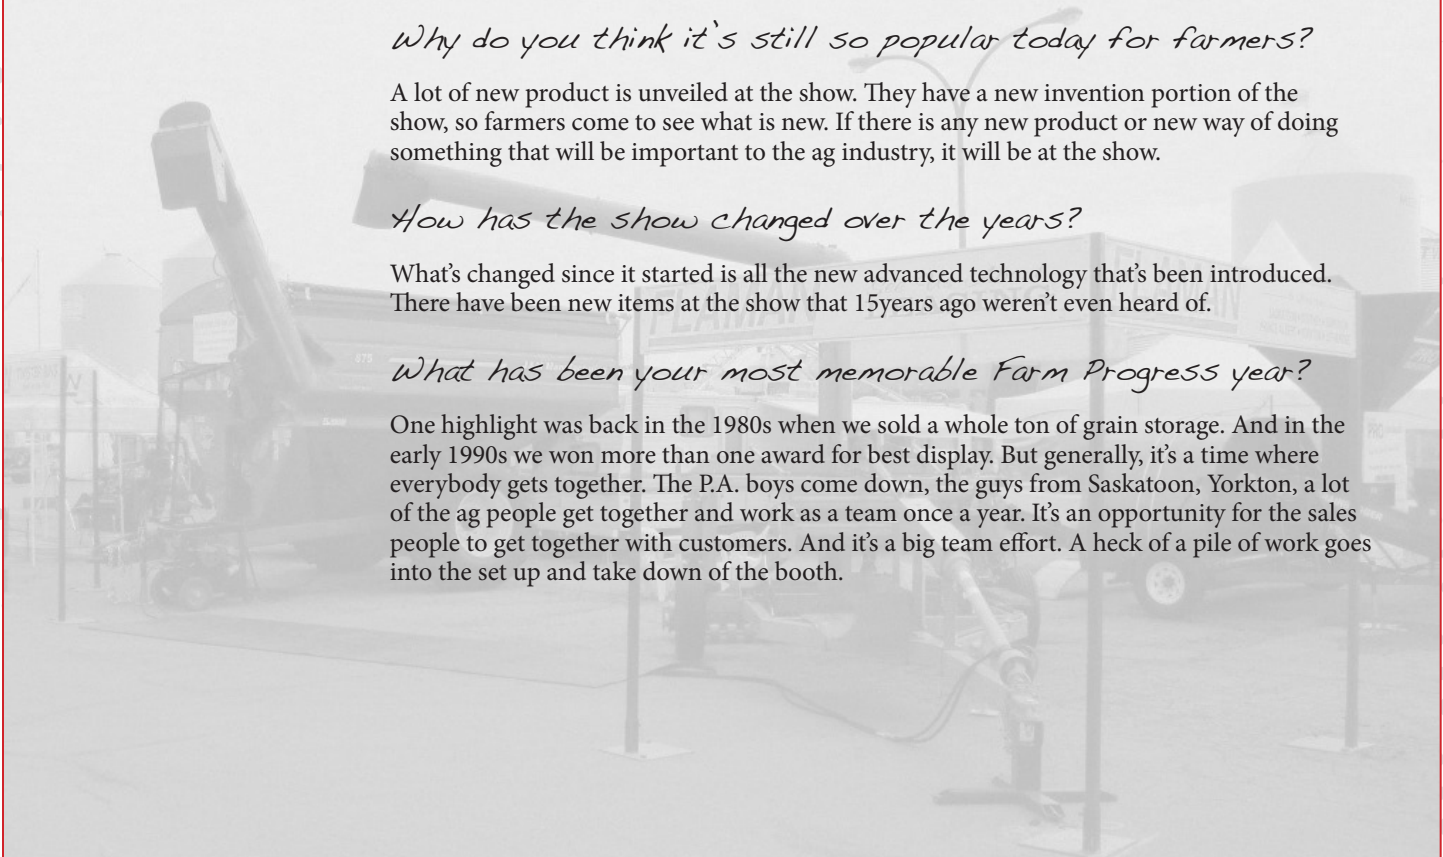 Why do you think it's still so popular today for farmers?
A lot of new product is unveiled at the show. They have a new invention portion of the
show, so farmers come to see what is new. If there is any new product or new way of doing
something that will be important to the ag industry, it will be at the show.
How has the show changed over the years?
What's changed since it started is all the new advanced technology that's been introduced.
There have been new items at the show that 15years ago weren't even heard of.
FLAMAN
FLAMAN
675
What has been your most memorable Farm Progress year?
One highlight was back in the 1980s when we sold a whole ton of grain storage. And in the
early 1990s we won more than one award for best display. But generally, it's a time where
everybody gets together. The P.A. boys come down, the guys from Saskatoon, Yorkton, a lot
of the ag people get together and work as a team once a year. It's an opportunity for the sales
people to get together with customers. And it's a big team effort. A heck of a pile of work goes
into the set up and take down of the booth.